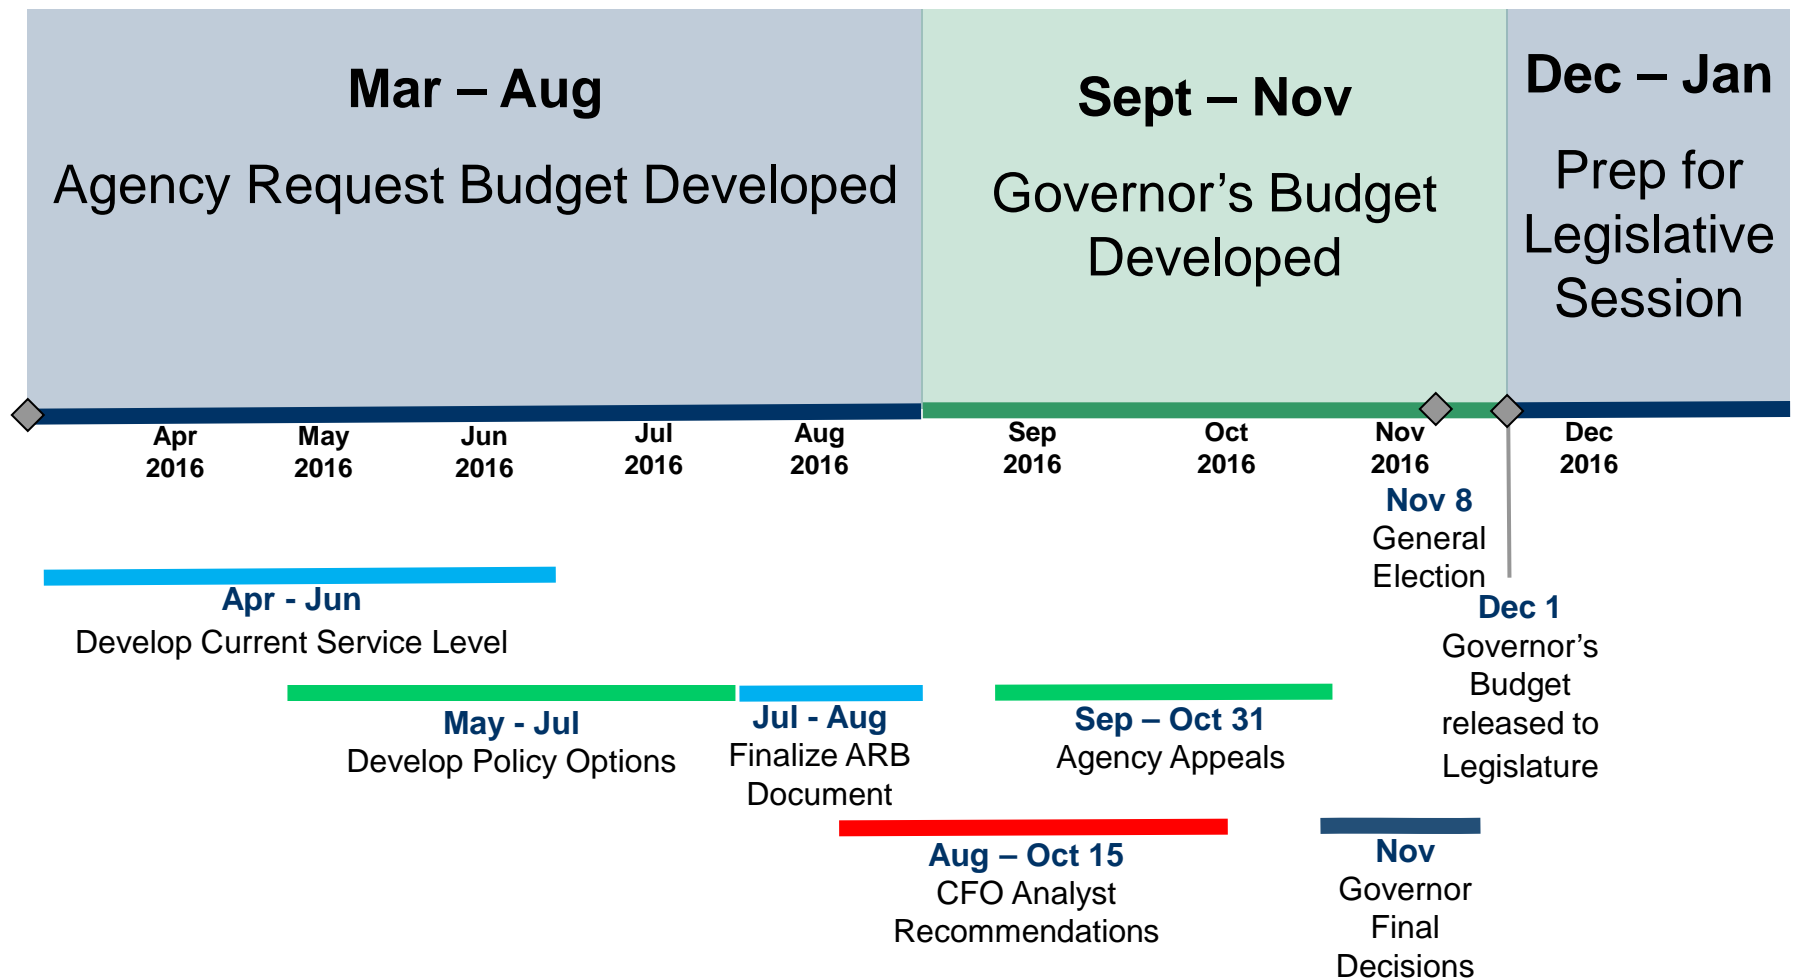 Mar – Aug
Agency Request Budget Developed
Sept – Nov
Governor’s Budget
Developed
Dec – Jan
Prep for
Legislative
Session
Apr
2016
May
2016
Jun
2016
Jul
2016
Aug
2016
Sep
2016
Oct
2016
Nov
2016
Dec
2016
Nov 8
General
Election
Apr - Jun
Develop Current Service Level
Dec 1
Governor’s
Budget
released to
Legislature
May - Jul
Develop Policy Options
Jul - Aug
Finalize ARB
Document
Sep – Oct 31
Agency Appeals
Aug – Oct 15
CFO Analyst
Recommendations
Nov
Governor
Final
Decisions